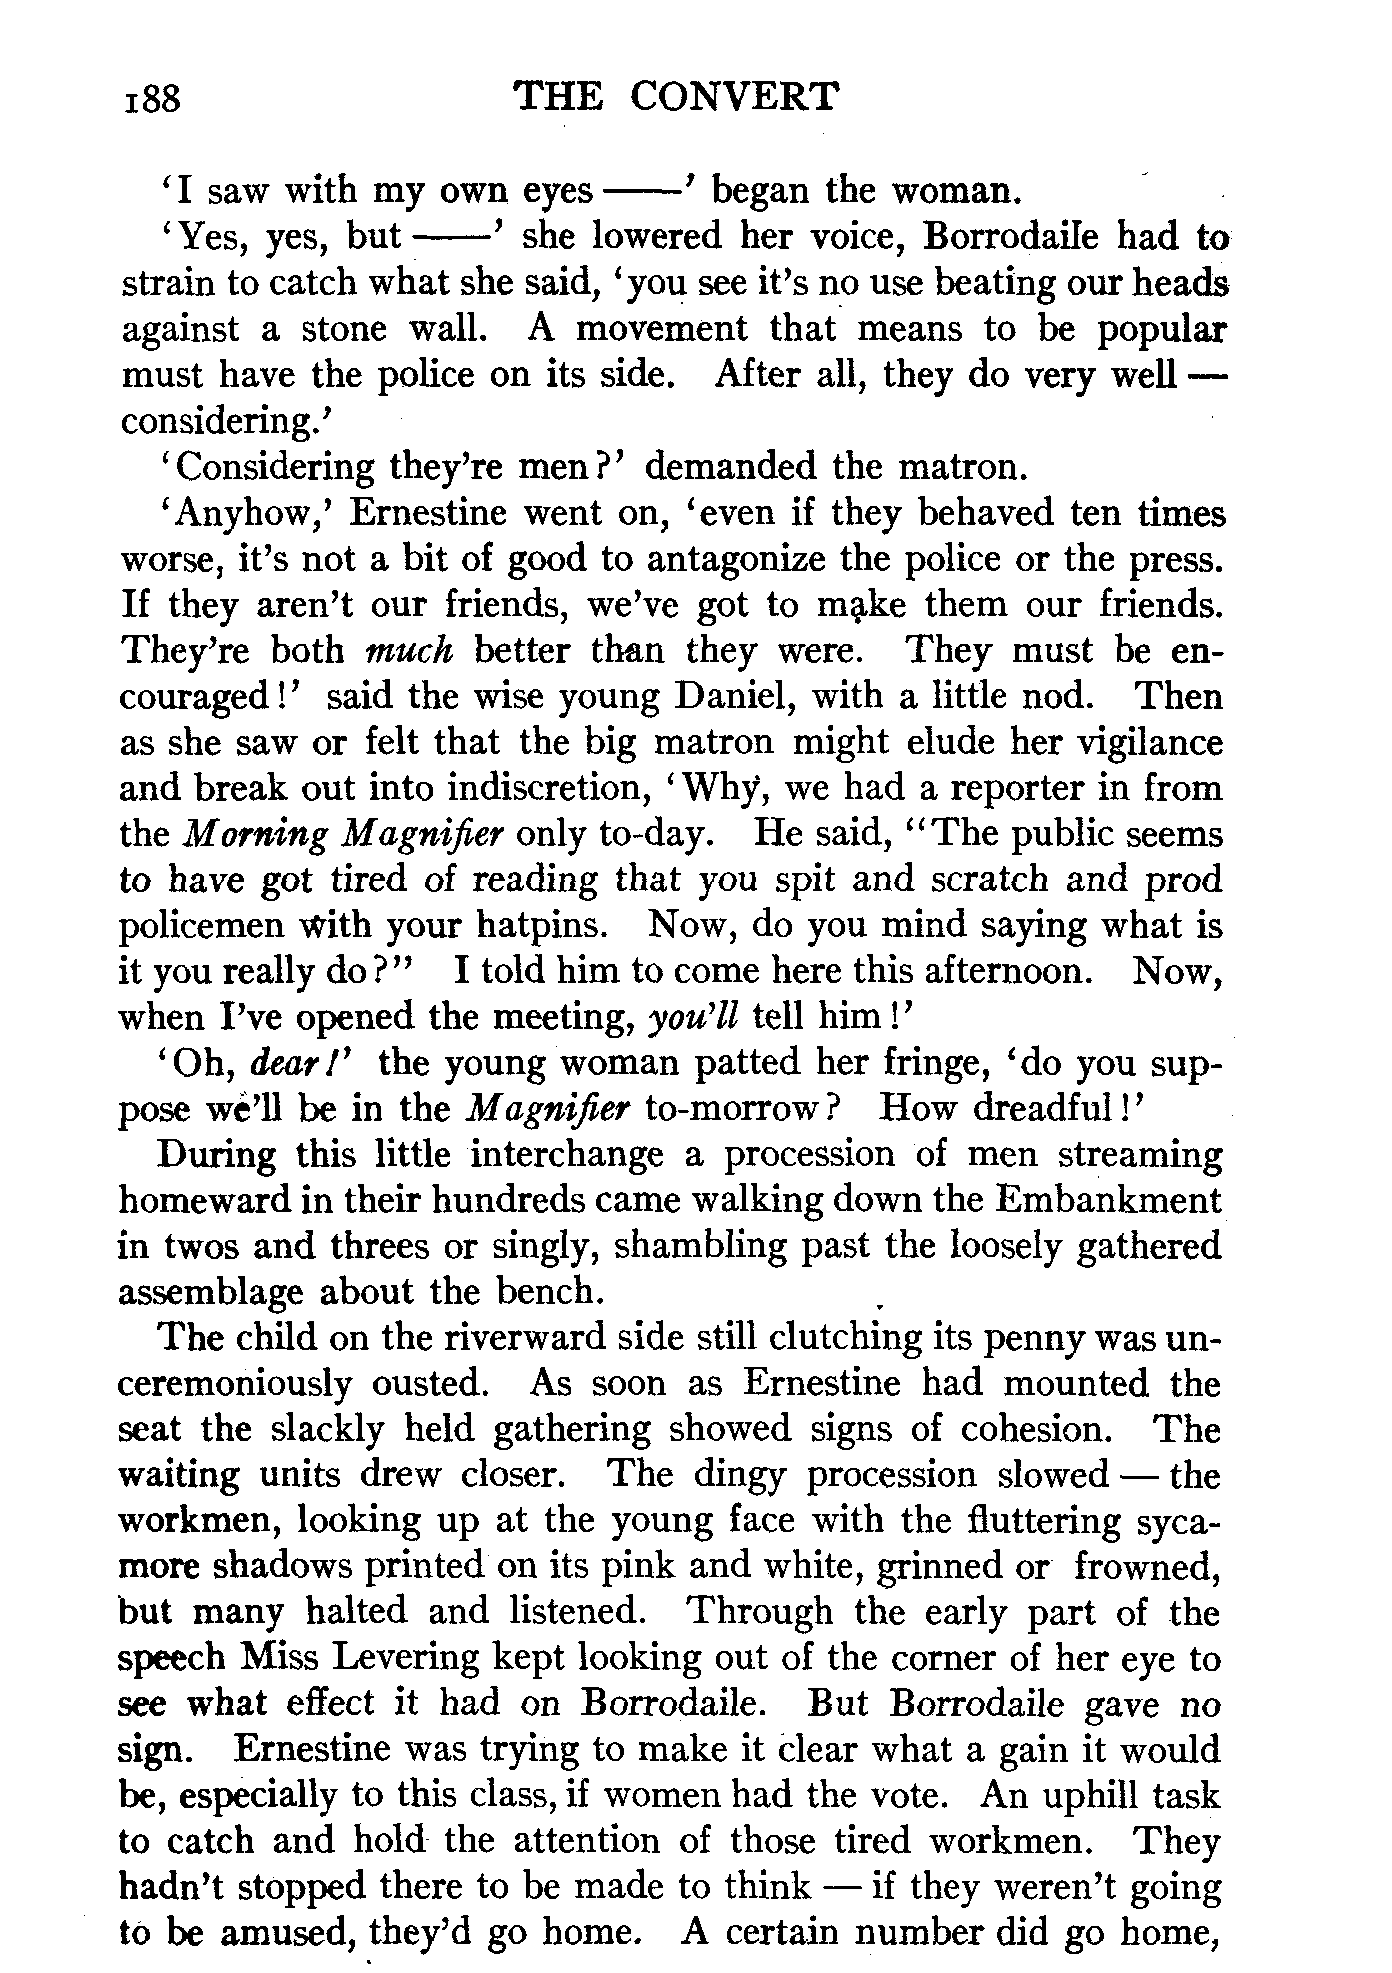 188 THE CONVERT
‘I saw with my own eyes ——’ began the woman.
‘Yes, yes, but ——’ she lowered her voice, Borrodaile had to
strain to catch what she said, ‘you see it’s no use beating our heads
against a stone wall. A movement that means to be popular
must have the police on its side. After all, they do very well —
considering.’
‘Considering they’re men?’ demanded the matron.
‘Anyhow,’ Ernestine went on, ‘even if they behaved ten times
worse, it’s not a bit of good to antagonize the police or the press.
If they aren’t our friends, we’ve got to make them our friends.
They’re both much better than they were. They must be en-
couraged!’ said the wise young Daniel, with a little nod. Then
as she saw or felt that the big matron might elude her vigilance
and break out into indiscretion, ‘Why, we had a reporter in from
the Morning Magnifier only to-day. He said, “The public seems
to have got tired of reading that you spit and scratch and prod
policemen with your hatpins. Now, do you mind saying what is
it you really do?” I told him to come here this afternoon. Now,
when I’ve opened the meeting, you’ll tell him!’
‘Oh, dear!’ the young woman patted her fringe, ‘do you sup-
pose we’ll be in the Magnifier to-morrow? How dreadful!’
During this little interchange a procession of men streaming
homeward in their hundreds came walking down the Embankment
in twos and threes or singly, shambling past the loosely gathered
assemblage about the bench.
The child on the riverward side still clutching its penny was un-
ceremoniously ousted. As soon as Ernestine had mounted the
seat the slackly held gathering showed signs of cohesion. The
waiting units drew closer. The dingy procession slowed — the
workmen, looking up at the young face with the fluttering syca-
more shadows printed on its pink and white, grinned or frowned,
but many halted and listened. Through the early part of the
speech Miss Levering kept looking out of the corner of her eye to
see what effect it had on Borrodaile. But Borrodaile gave no
sign. Ernestine was trying to make it clear what a gain it would
be, especially to this class, if women had the vote. An uphill task
to catch and hold the attention of those tired workmen. They
hadn’t stopped there to be made to think — if they weren’t going
to be amused, they’d go home. A certain number did go home,